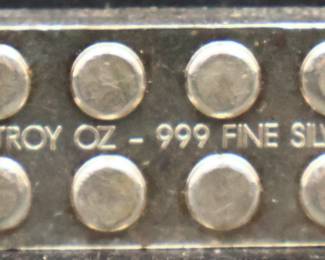 TROY OZ - 999 FINE SIL